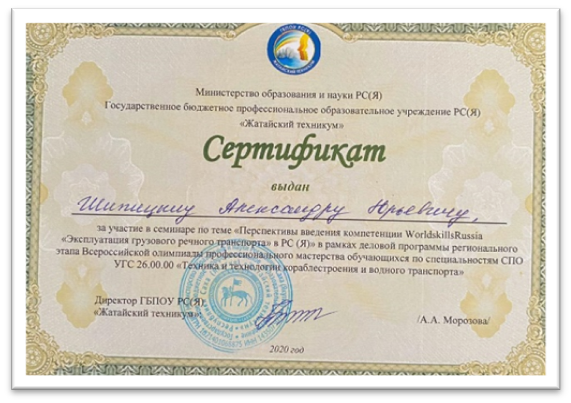 Министерство образования и науки РС(Я)
Государственное бюджетное профессиональное образовательное учреждение РС(Я)
«Жатайский техникум»
Сертификат
выдан
Шипицину Александру Юрьевичу,
за участие в семинаре по теме «Перспективы введения компетенции WorldskillsRussia
«Эксплуатация грузового речного транспорта» в РС (Я)» в рамках деловой программы регионального
этапа Всероссийской олимпиады профессионального мастерства обучающихся по специальностям СПО
УГС 26.00.00 «Техника и технологии кораблестроения и водного транспорта»
Директор ГБПОУ РС(Я):
«Жатайский техникум»:
/А.А. Морозова/
2020 год